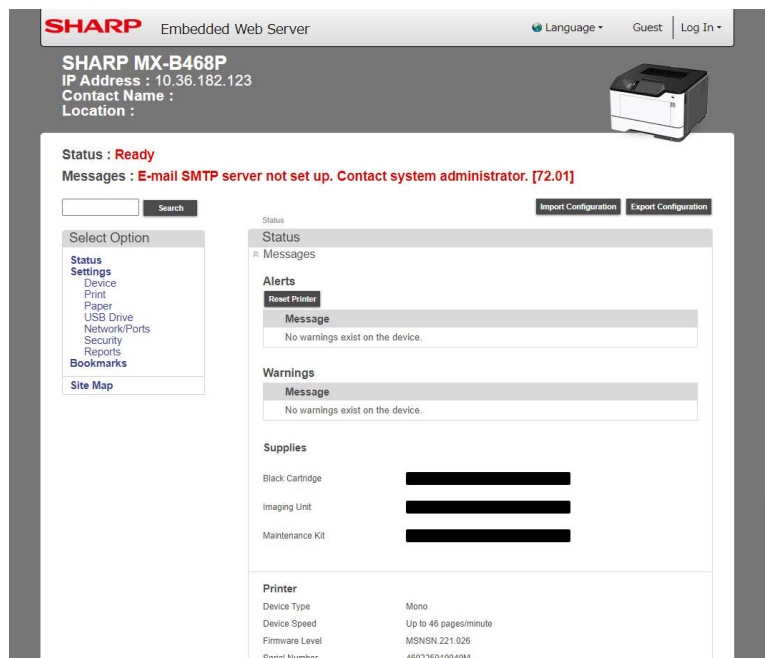 SHARP Embedded Web Server Language Guest Log In
SHARP MX-B468P
IP Address : 10.36.182.123
Contact Name :
Location :
Status : Ready
Messages : E-mail SMTP server not set up. Contact system administrator. [72.01]
Search
Import Configuration Export Configuration
Select Option
Status
Settings
Device
Print
Paper
USB Drive
Network/Ports
Security
Reports
Bookmarks
Site Map
Status
Status
Messages
Alerts
Reset Printer
Message
No warnings exist on the device.
Warnings
Message
No warnings exist on the device.
Supplies
Black Cartridge
Imaging Unit
Maintenance Kit
Printer
Device Type Mono
Device Speed Up to 46 pages/minute
Firmware Level MSNSN.221.026
Serial Number